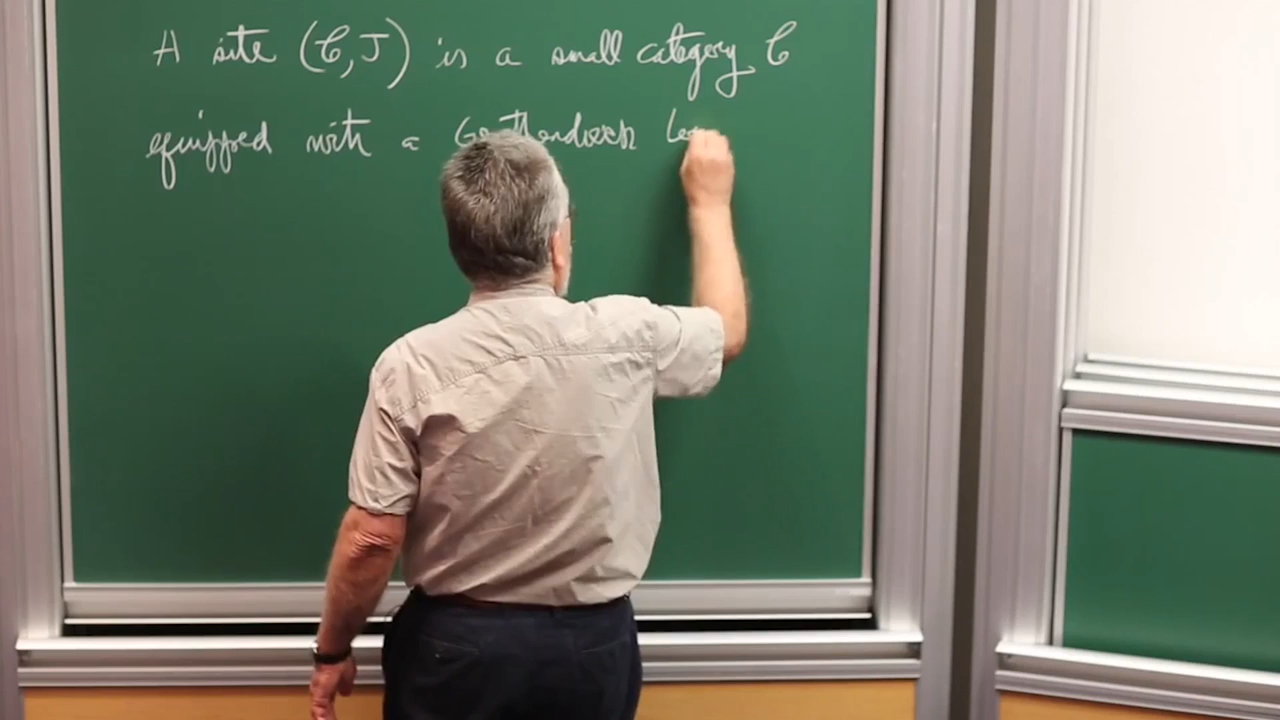 A site (𝒞, J) is a small category 𝒞
equipped with a Grothendieck